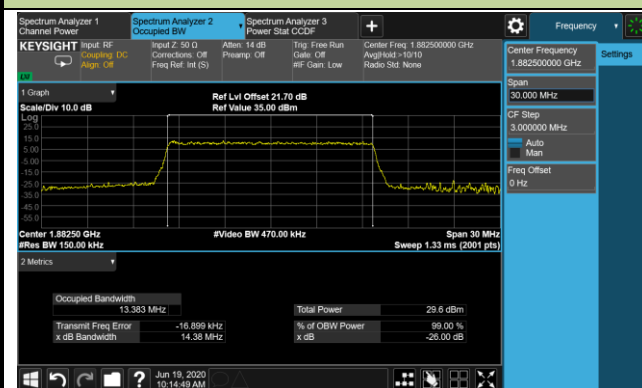 Spectrum Analyzer 1
Channel Power
Spectrum Analyzer 2
Occupied BW
Spectrum Analyzer 3
Power Stat CCDF
+
Frequency
KEYSIGHT
Input: RF
Coupling: DC
Align: Off
Input Z: 50 Ω
Corrections: Off
Freq Ref: Int (S)
Atten: 14 dB
Preamp: Off
Trig: Free Run
Gate: Off
#IF Gain: Low
Center Freq: 1.882500000 GHz
Avg|Hold:>10/10
Radio Std: None
Center Frequency
1.882500000 GHz
Settings
Span
30.000 MHz
CF Step
3.000000 MHz
Auto
Man
Freq Offset
0 Hz
1 Graph
Scale/Div 10.0 dB
Ref Lvl Offset 21.70 dB
Ref Value 35.00 dBm
Log
25.0
15.0
5.00
-5.00
-15.0
-25.0
-35.0
-45.0
-55.0
Center 1.88250 GHz
#Video BW 470.00 kHz
Span 30 MHz
#Res BW 150.00 kHz
Sweep 1.33 ms (2001 pts)
2 Metrics
Occupied Bandwidth
13.383 MHz
Total Power
29.6 dBm
Transmit Freq Error
-16.899 kHz
% of OBW Power
99.00 %
x dB Bandwidth
14.38 MHz
x dB
-26.00 dB
?
Jun 19, 2020
10:14:49 AM